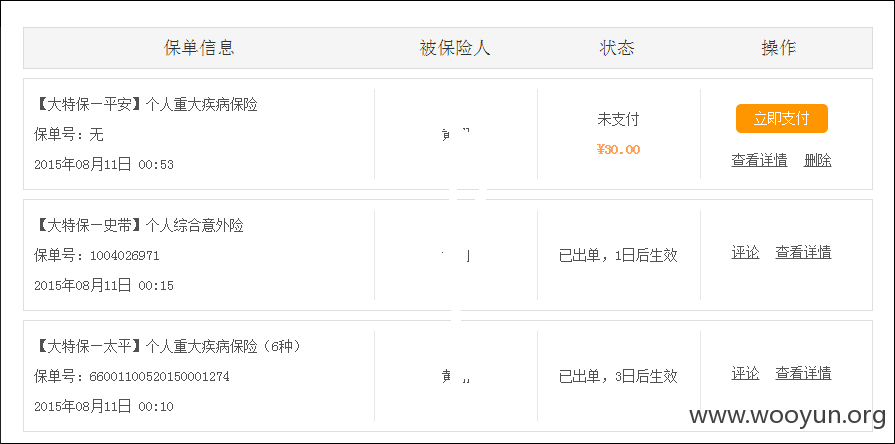 保单信息 被保险人 状态 操作
【大特保—平安】个人重大疾病保险
保单号：无
2015年08月11日 00:53
未支付
¥30.00
立即支付
查看详情 删除
【大特保—史带】个人综合意外险
保单号：1004026971
2015年08月11日 00:15
已出单，1日后生效
评论 查看详情
【大特保—太平】个人重大疾病保险（6种）
保单号：66001100520150001274
2015年08月11日 00:10
已出单，3日后生效
评论 查看详情
www.wooyun.org